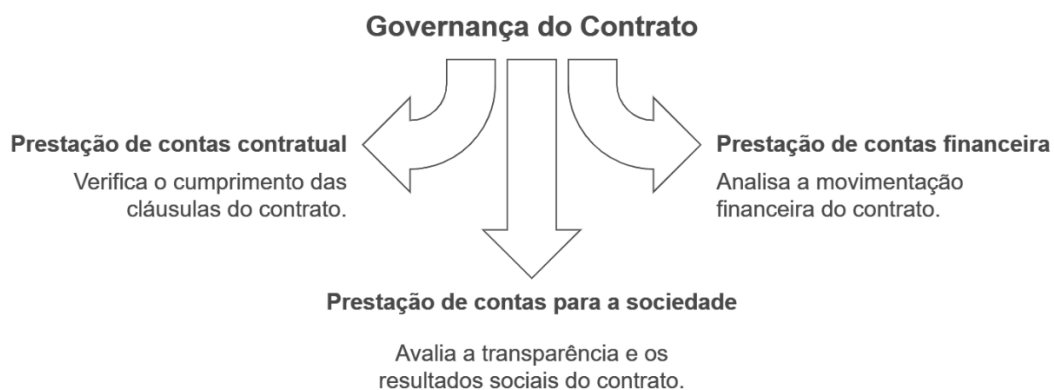 Governança do Contrato
Prestação de contas contratual
Verifica o cumprimento das
cláusulas do contrato.
Prestação de contas financeira
Analisa a movimentação
financeira do contrato.
Prestação de contas para a sociedade
Avalia a transparência e os
resultados sociais do contrato.